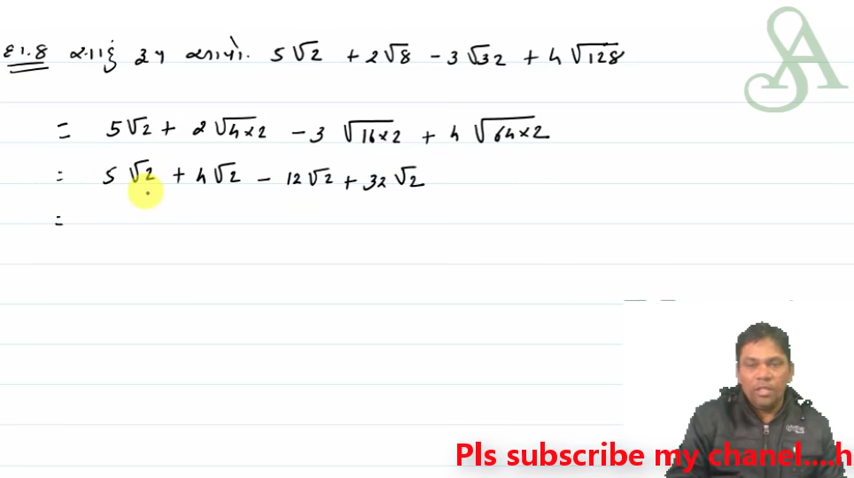 દા.8 સાદું રૂપ આપો. 5√2 + 2√8 - 3√32 + 4√128
= 5√2 + 2√4×2 - 3√16×2 + 4√64×2
= 5√2 + 4√2 - 12√2 + 32√2
=
Pls subscribe my chanel....h